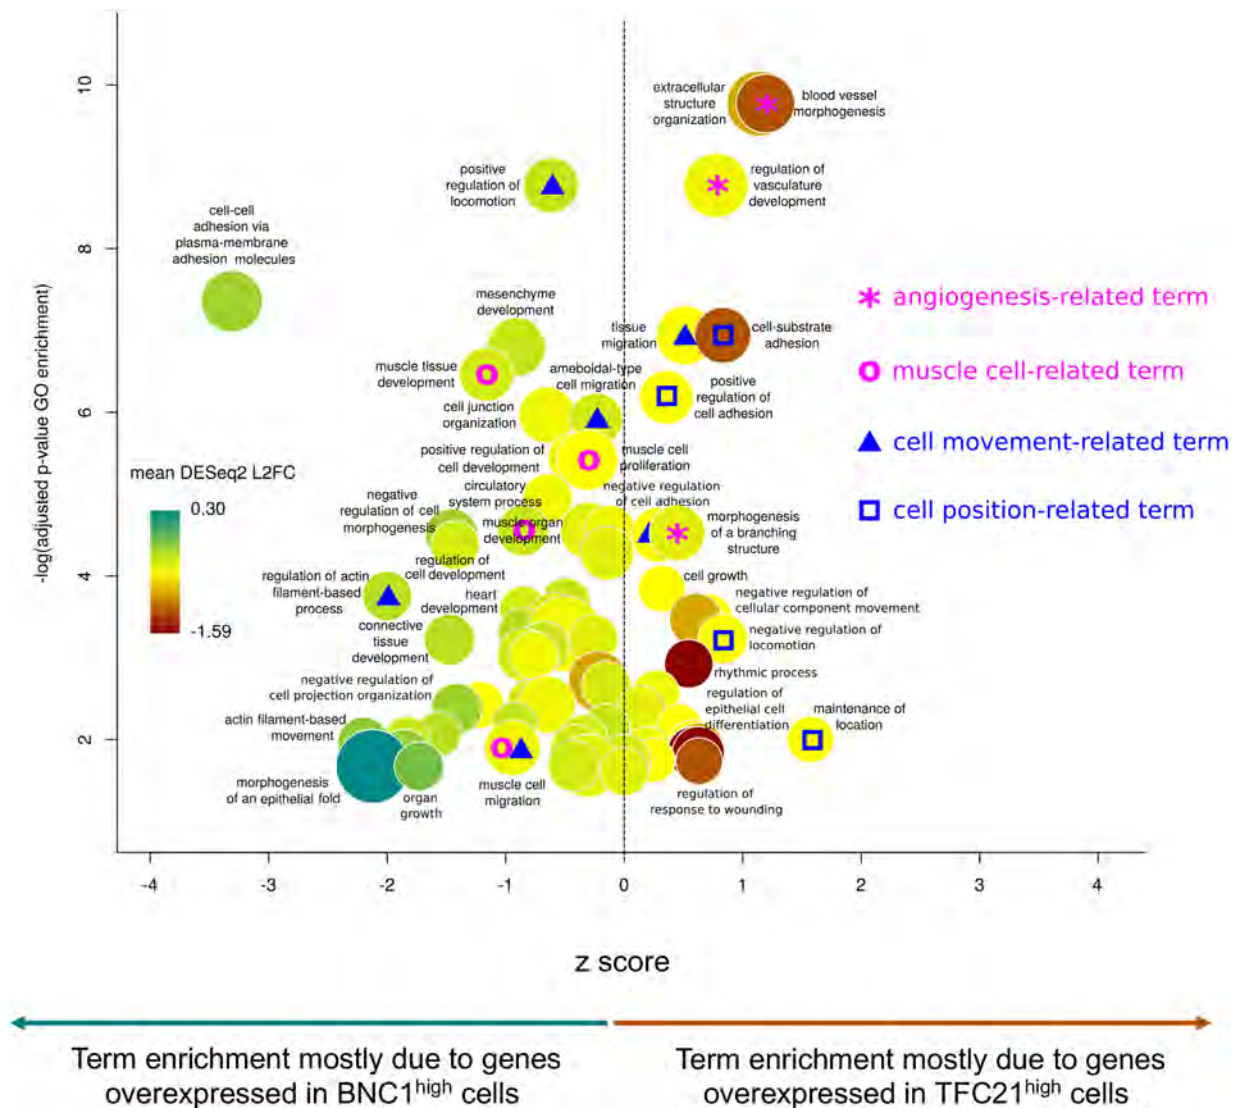 -log(adjusted p-value GO enrichment)
10
8
6
4
2
extracellular
structure
organization
blood vessel
morphogenesis
positive
regulation of
locomotion
regulation of
vasculature
development
cell-cell
adhesion via
plasma-membrane
adhesion molecules
mesenchyme
development
tissue
migration
cell-substrate
adhesion
muscle tissue
development
ameboidal-type
cell migration
positive
regulation of
cell adhesion
cell junction
organization
positive regulation of
cell development
muscle cell
proliferation
circulatory
system process
negative regulation
of cell adhesion
negative
regulation of cell
morphogenesis
muscle organ
development
morphogenesis
of a branching
structure
regulation of
cell development
cell growth
regulation of actin
filament-based
process
heart
development
negative regulation of
cellular component movement
connective
tissue
development
negative regulation of
locomotion
rhythmic process
negative regulation of
cell projection organization
regulation of
epithelial cell
differentiation
maintenance of
location
actin filament-based
movement
morphogenesis
of an epithelial fold
organ
growth
muscle cell
migration
regulation of
response to wounding
mean DESeq2 L2FC
0.30
-1.59
angiogenesis-related term
muscle cell-related term
cell movement-related term
cell position-related term
-4 -3 -2 -1 0 1 2 3 4
z score
Term enrichment mostly due to genes
overexpressed in BNC1high cells
Term enrichment mostly due to genes
overexpressed in TFC21high cells